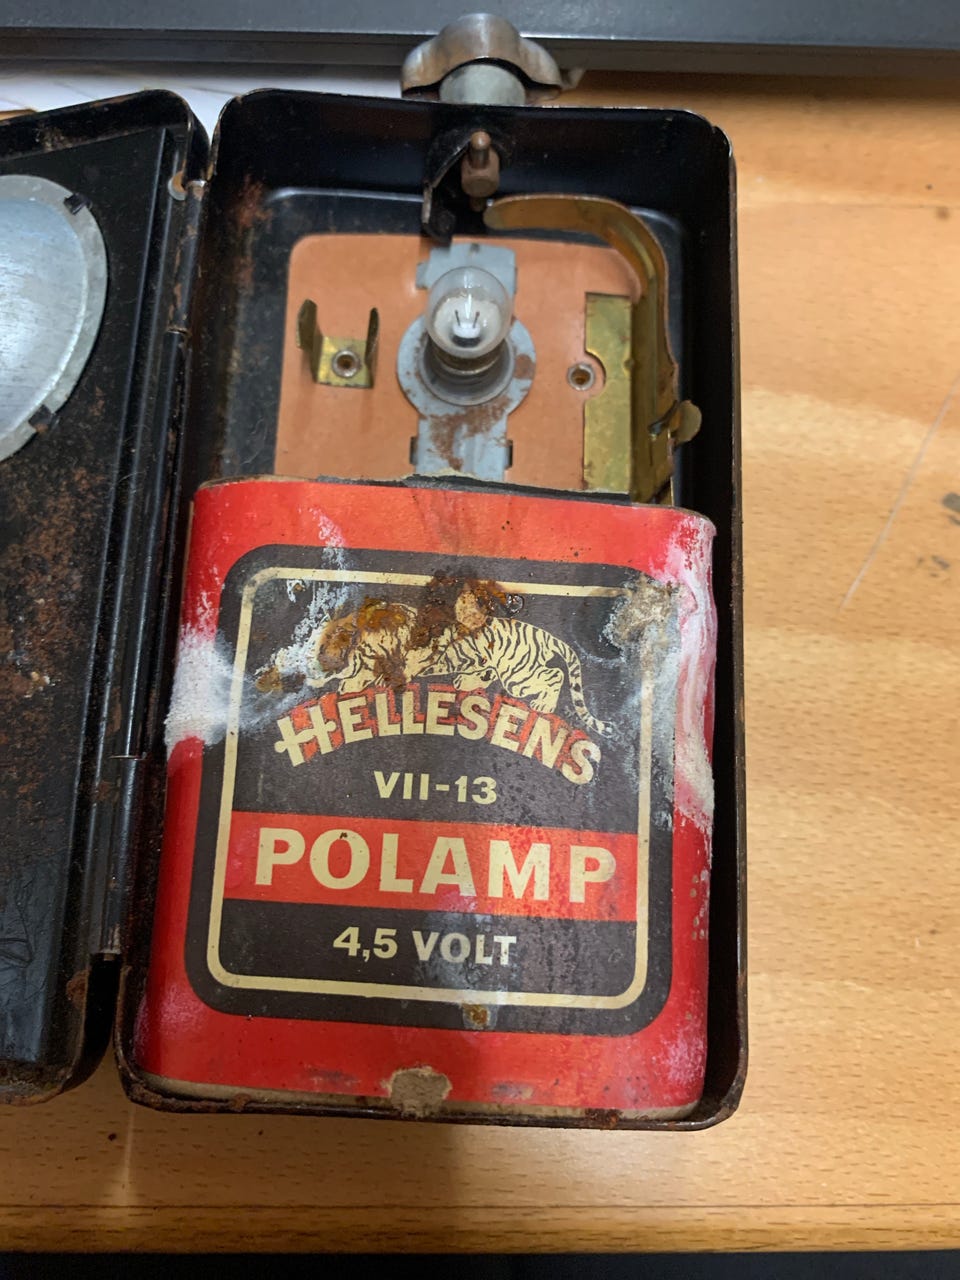 HELLESENS
VII-13
POLAMP
4,5 VOLT